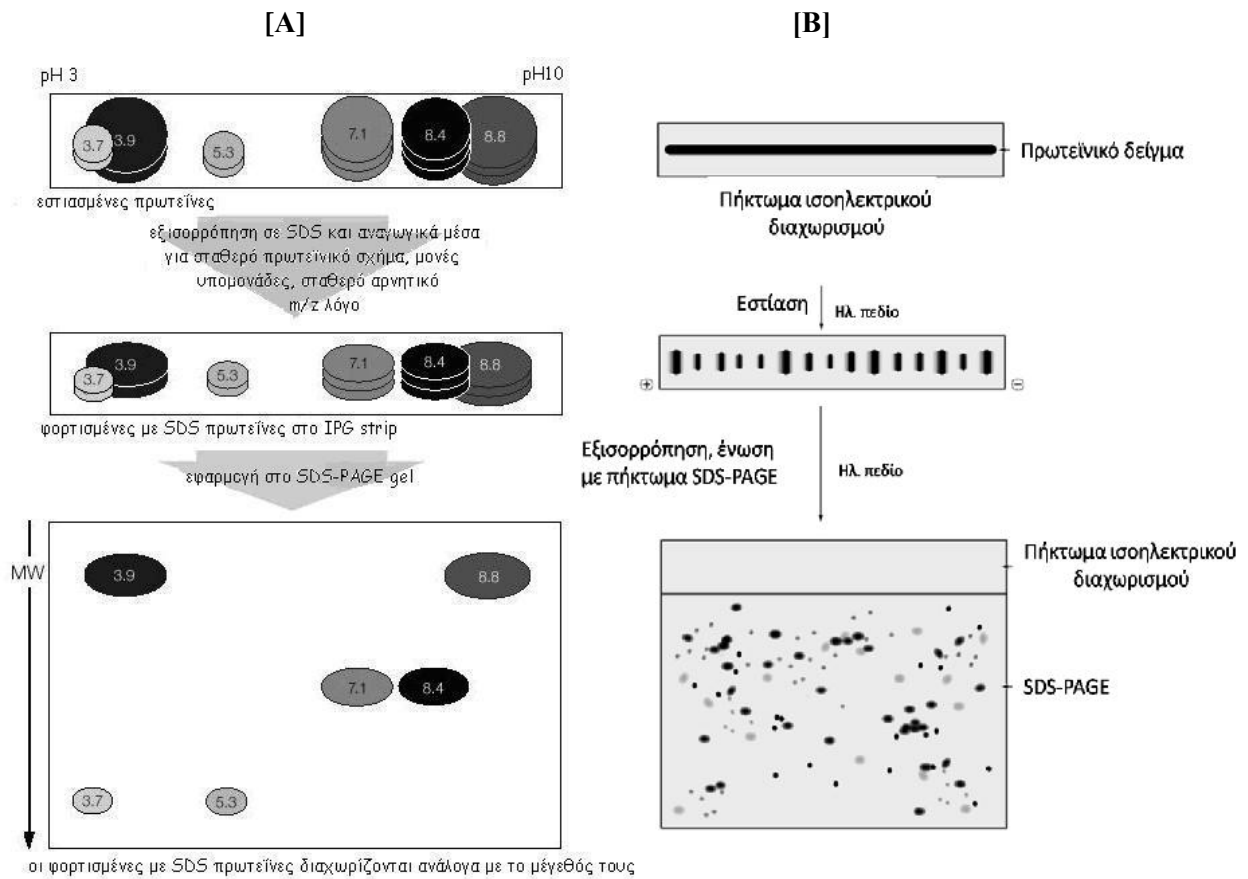 [A]
pH 3
pH10
3.7
3.9
5.3
7.1
8.4
8.8
εστιασμένες πρωτεΐνες
εξισορρόπηση σε SDS και αναγωγικά μέσα
για σταθερό πρωτεϊνικό σχήμα, μονές
υπομονάδες, σταθερό αρνητικό
m/z λόγο
3.7
3.9
5.3
7.1
8.4
8.8
φορτισμένες με SDS πρωτεΐνες στο IPG strip
εφαρμογή στο SDS-PAGE gel
MW
3.9
8.8
7.1
8.4
3.7
5.3
οι φορτισμένες με SDS πρωτεΐνες διαχωρίζονται ανάλογα με το μέγεθός τους
[B]
Πρωτεϊνικό δείγμα
Πήκτωμα ισοηλεκτρικού
διαχωρισμού
Εστίαση
Ηλ. πεδίο
+
−
Εξισορρόπηση, ένωση
με πήκτωμα SDS-PAGE
Ηλ. πεδίο
Πήκτωμα ισοηλεκτρικού
διαχωρισμού
SDS-PAGE